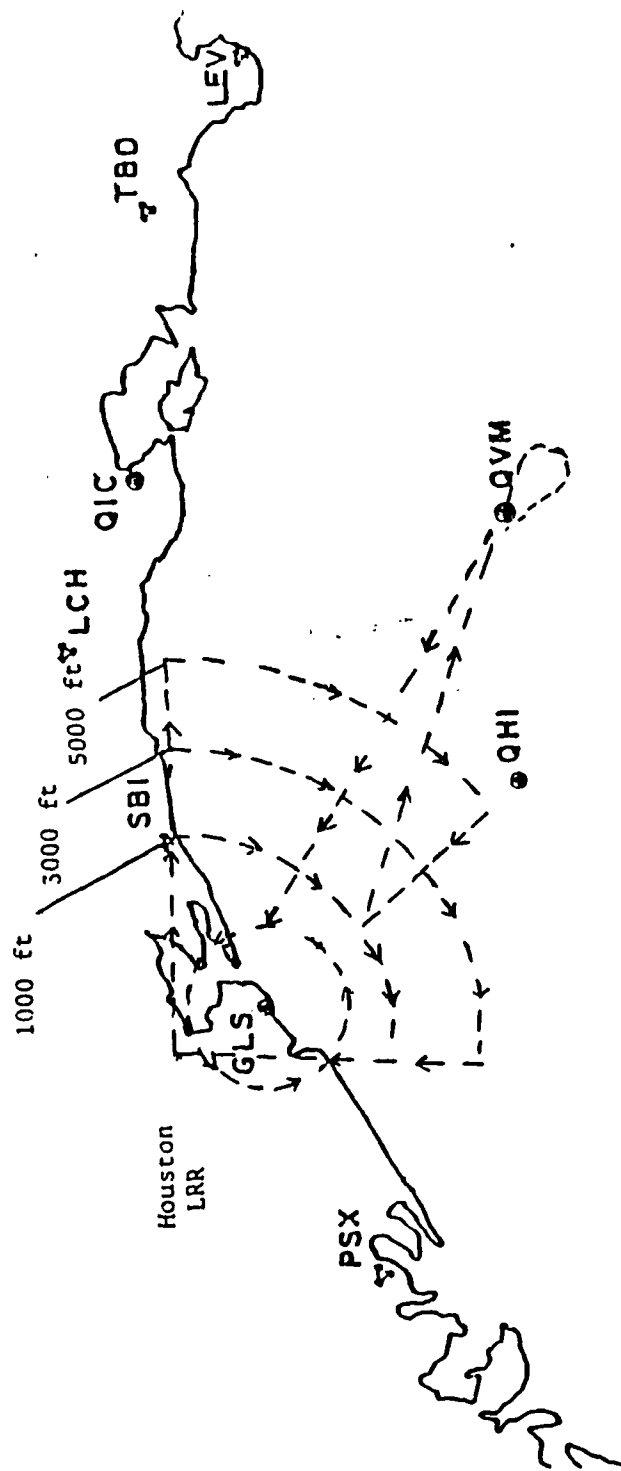 1000 ft
3000 ft
5000 ft
SBI
LCH
QIC
TBD
LEV
Houston
LRR
GLS
PSX
QHI
QVM